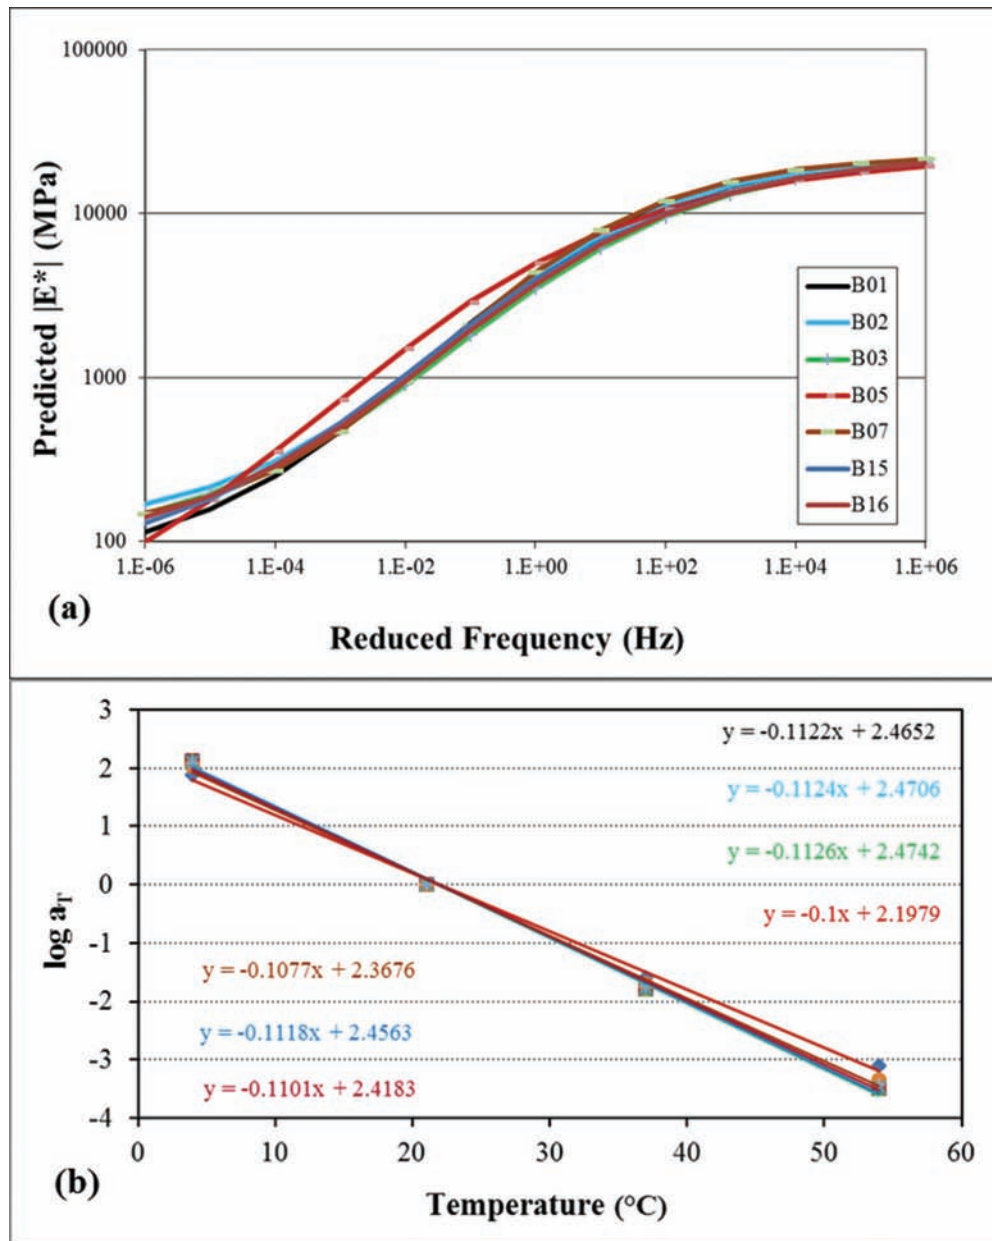 100000
10000
1000
100
Predicted |E*| (MPa)
B01
B02
B03
B05
B07
B15
B16
1.E-06
1.E-04
1.E-02
1.E+00
1.E+02
1.E+04
1.E+06
(a)
Reduced Frequency (Hz)
3
2
1
0
-1
-2
-3
-4
log aT
y = -0.1122x + 2.4652
y = -0.1124x + 2.4706
y = -0.1126x + 2.4742
y = -0.1x + 2.1979
y = -0.1077x + 2.3676
y = -0.1118x + 2.4563
y = -0.1101x + 2.4183
0
10
20
30
40
50
60
(b)
Temperature (°C)